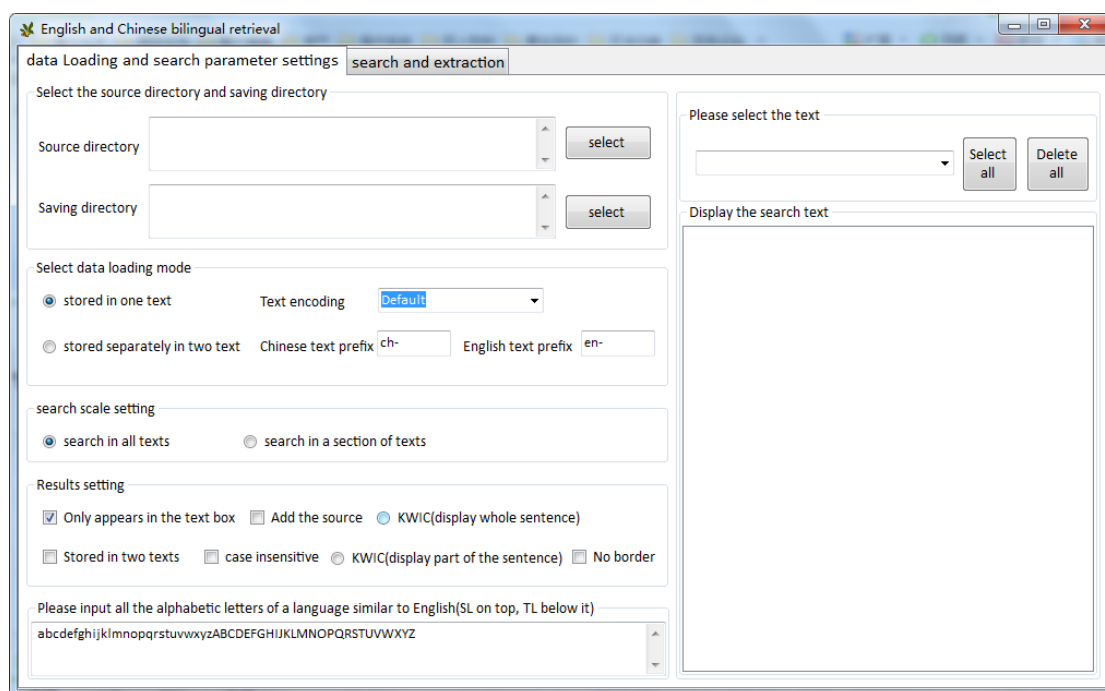 English and Chinese bilingual retrieval
data Loading and search parameter settings
search and extraction
Select the source directory and saving directory
Source directory
select
Saving directory
select
Select data loading mode
stored in one text
Text encoding
Default
stored separately in two text
Chinese text prefix
ch-
English text prefix
en-
search scale setting
search in all texts
search in a section of texts
Results setting
Only appears in the text box
Add the source
KWIC(display whole sentence)
Stored in two texts
case insensitive
KWIC(display part of the sentence)
No border
Please input all the alphabetic letters of a language similar to English(SL on top, TL below it)
abcdefghijklmnopqrstuvwxyzABCDEFGHIJKLMNOPQRSTUVWXYZ
Please select the text
Select
all
Delete
all
Display the search text